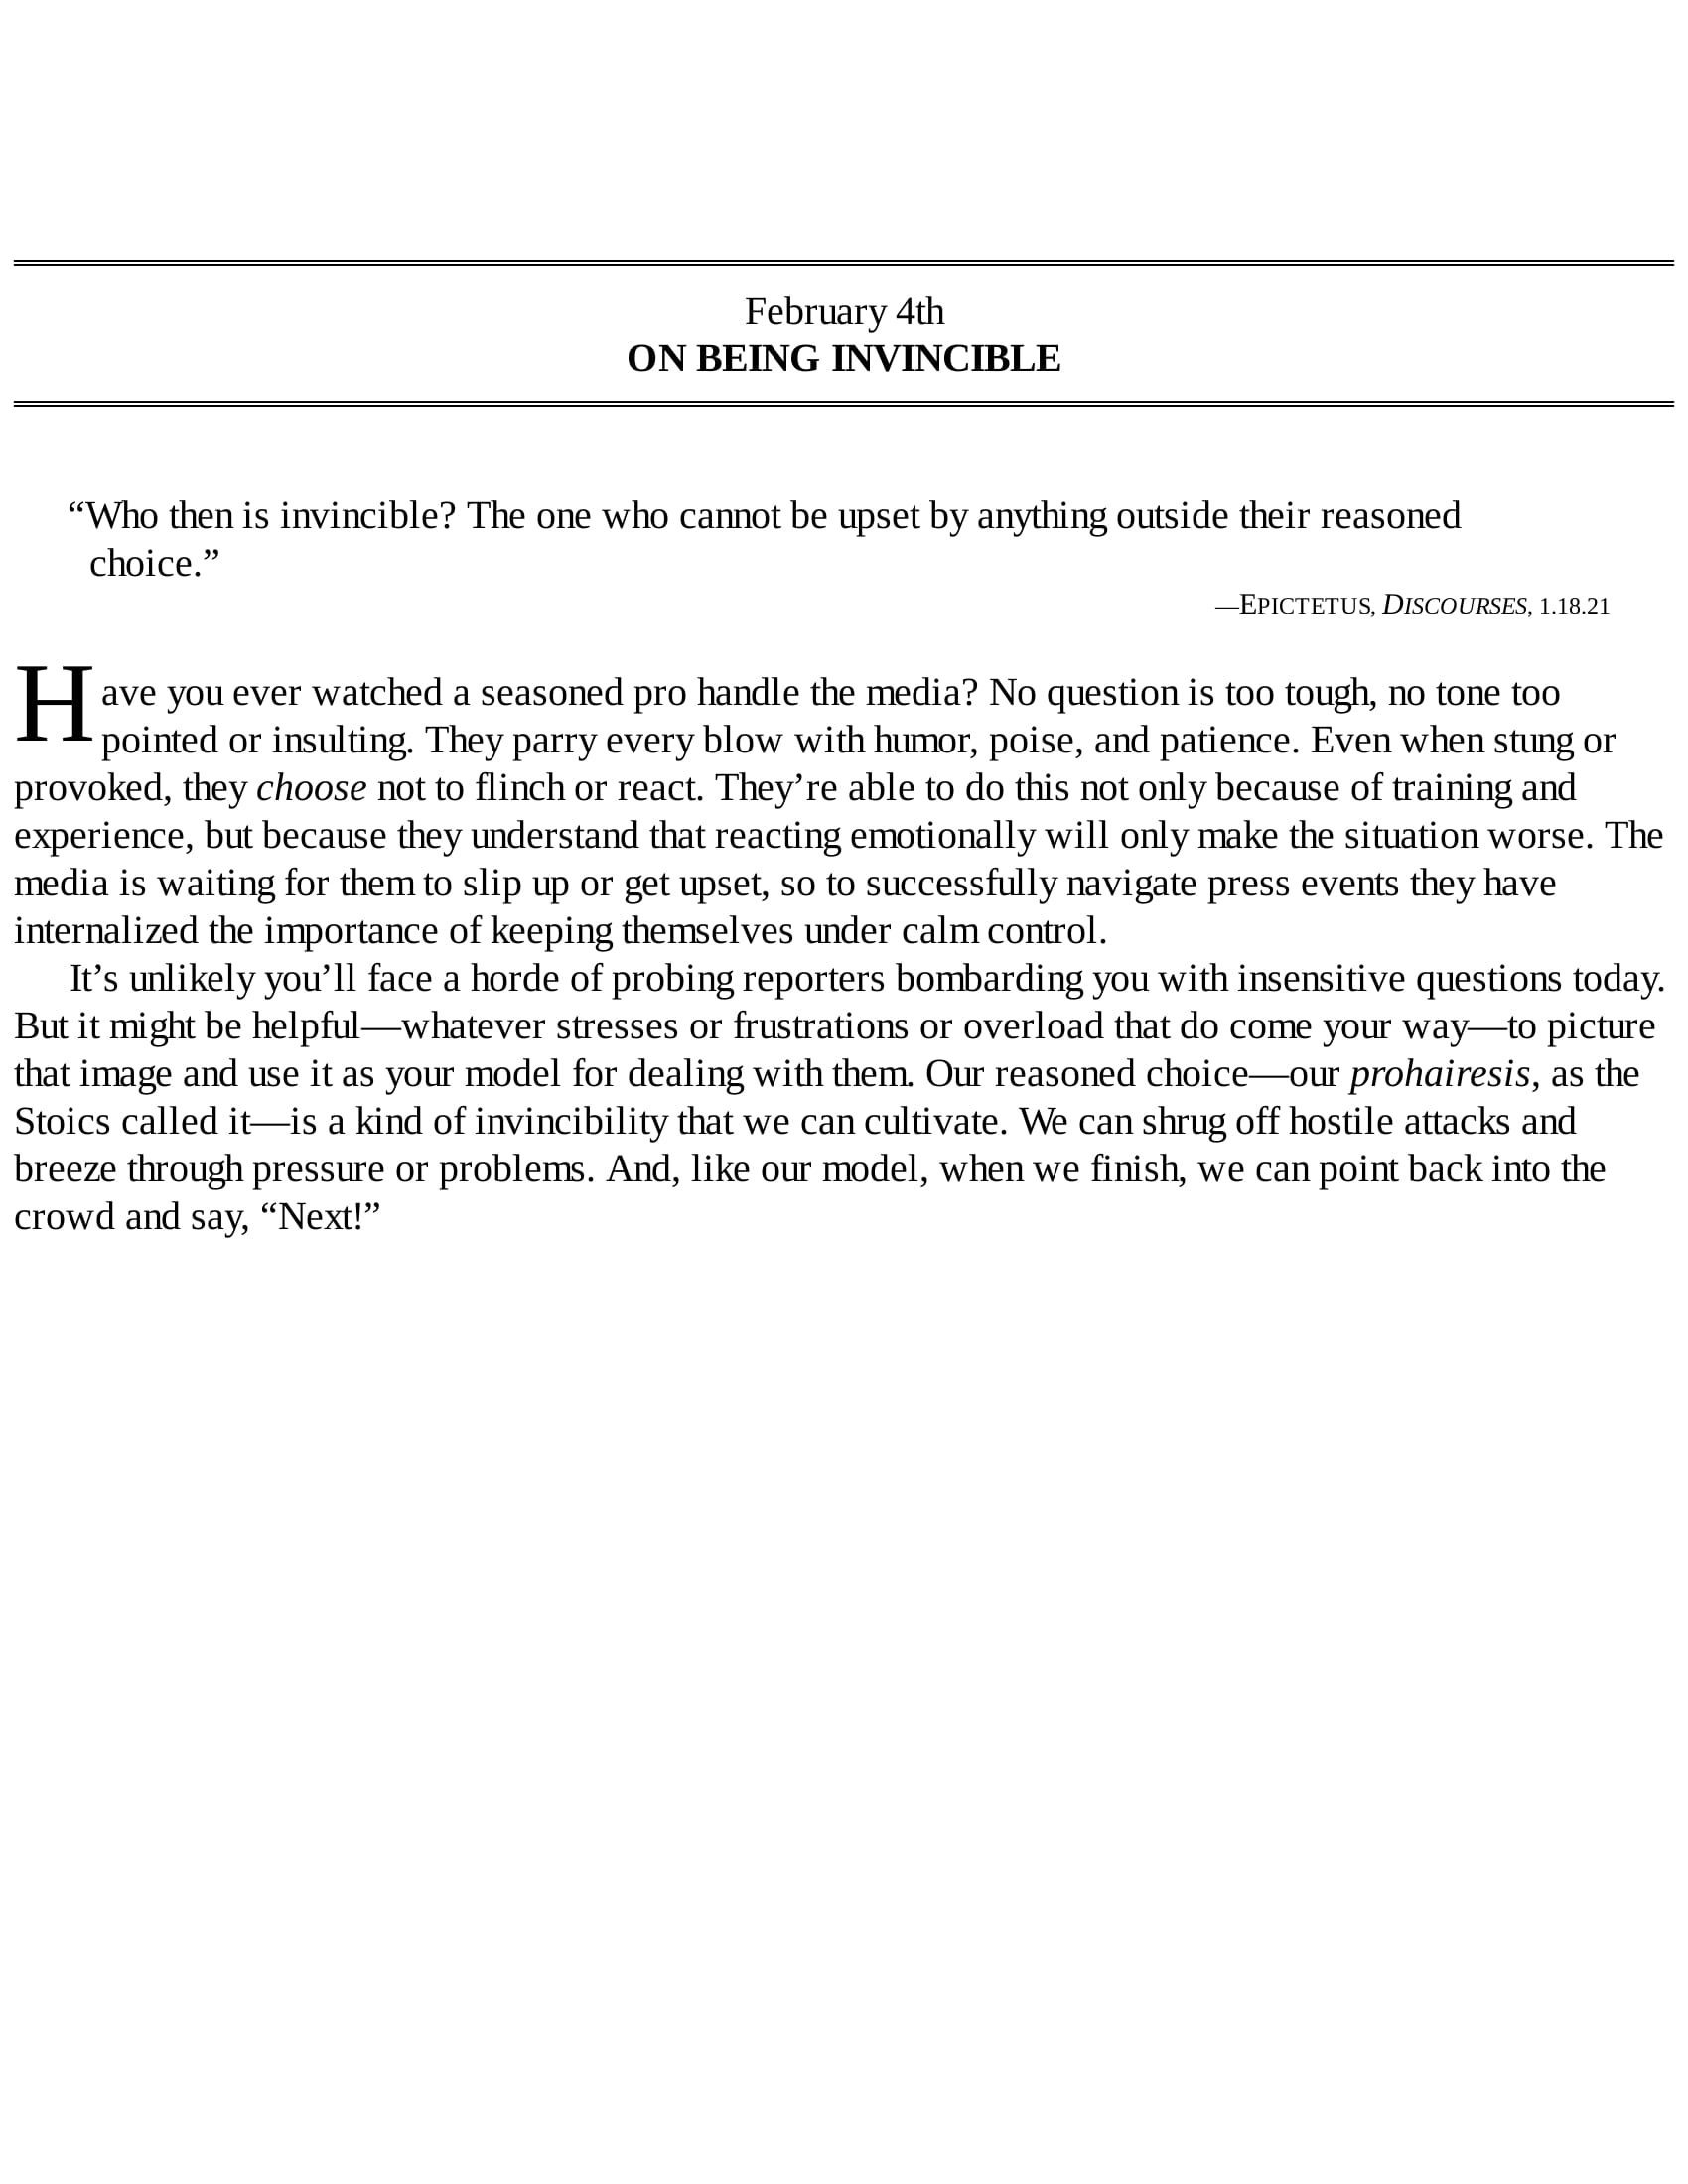 February 4th
ON BEING INVINCIBLE
“Who then is invincible? The one who cannot be upset by anything outside their reasoned
choice.”
—EPICTETUS, DISCOURSES, 1.18.21
Have you ever watched a seasoned pro handle the media? No question is too tough, no tone too
pointed or insulting. They parry every blow with humor, poise, and patience. Even when stung or
provoked, they choose not to flinch or react. They’re able to do this not only because of training and
experience, but because they understand that reacting emotionally will only make the situation worse. The
media is waiting for them to slip up or get upset, so to successfully navigate press events they have
internalized the importance of keeping themselves under calm control.
It’s unlikely you’ll face a horde of probing reporters bombarding you with insensitive questions today.
But it might be helpful—whatever stresses or frustrations or overload that do come your way—to picture
that image and use it as your model for dealing with them. Our reasoned choice—our prohairesis, as the
Stoics called it—is a kind of invincibility that we can cultivate. We can shrug off hostile attacks and
breeze through pressure or problems. And, like our model, when we finish, we can point back into the
crowd and say, “Next!”